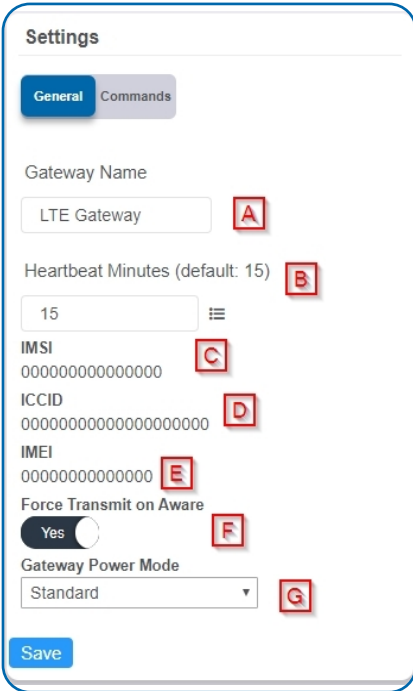 Settings
General Commands
Gateway Name
LTE Gateway A
Heartbeat Minutes (default: 15) B
15
IMSI C
000000000000000
ICCID D
00000000000000000000
IMEI
00000000000000 E
Force Transmit on Aware
Yes F
Gateway Power Mode
Standard G
Save